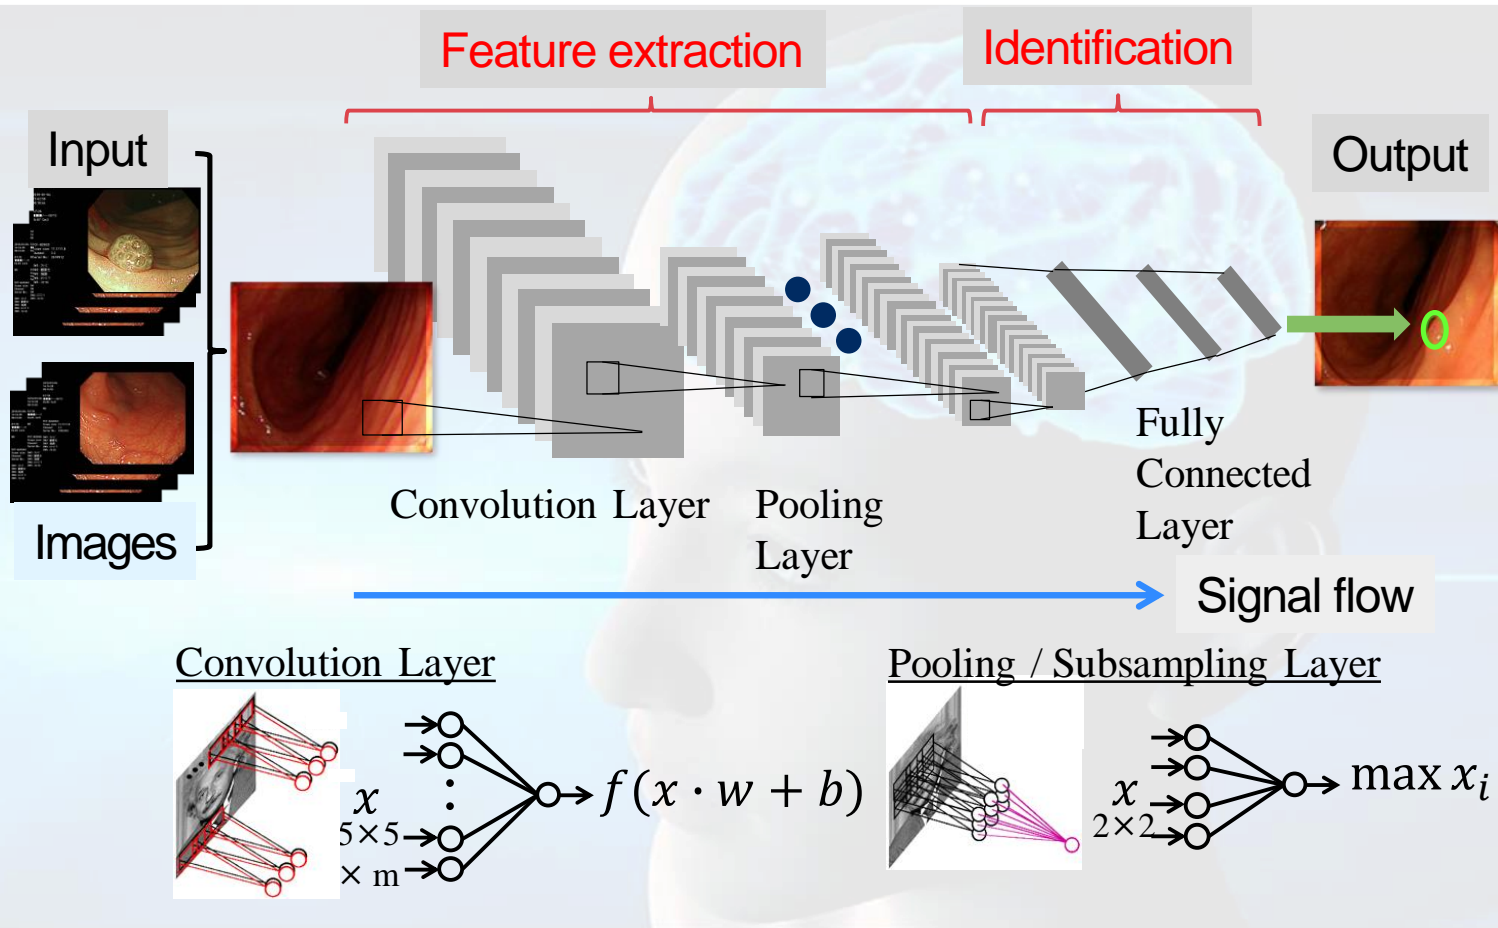 Feature extraction
Identification
Input
Output
Images
Convolution Layer
Pooling
Layer
Fully
Connected
Layer
Signal flow
Convolution Layer
x
5×5
× m
f(x · w + b)
Pooling / Subsampling Layer
x
2×2
max xᵢ